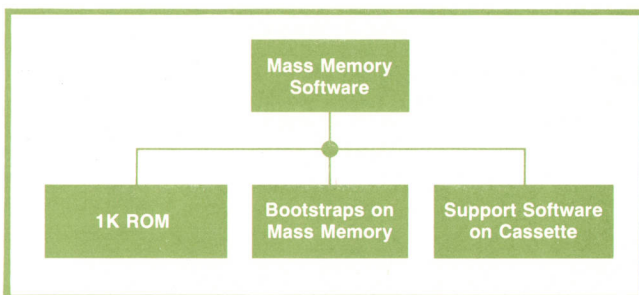 Mass Memory
Software
1K ROM
Bootstraps on
Mass Memory
Support Software
on Cassette